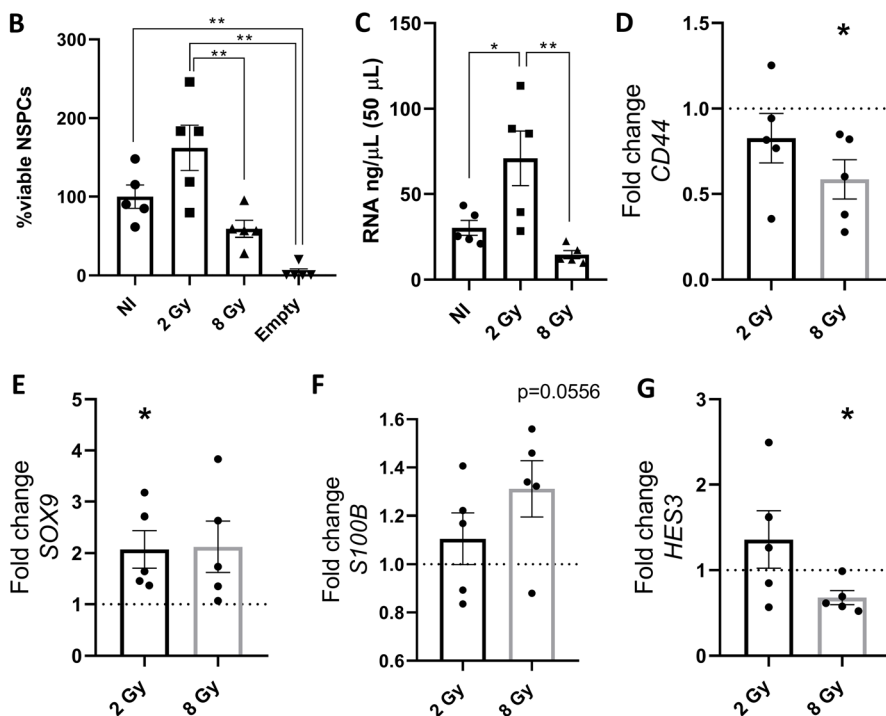 B
%viable NSPCs
300
200
100
0
**
**
**
NI
2 Gy
8 Gy
Empty
C
RNA ng/µL (50 µL)
150
100
50
0
*
**
NI
2 Gy
8 Gy
D
Fold change
CD44
1.5
1.0
0.5
0.0
*
2 Gy
8 Gy
E
Fold change
SOX9
5
4
3
2
1
0
*
2 Gy
8 Gy
F
p=0.0556
Fold change
S100B
1.6
1.4
1.2
1.0
0.8
0.6
2 Gy
8 Gy
G
Fold change
HES3
3
2
1
0
*
2 Gy
8 Gy